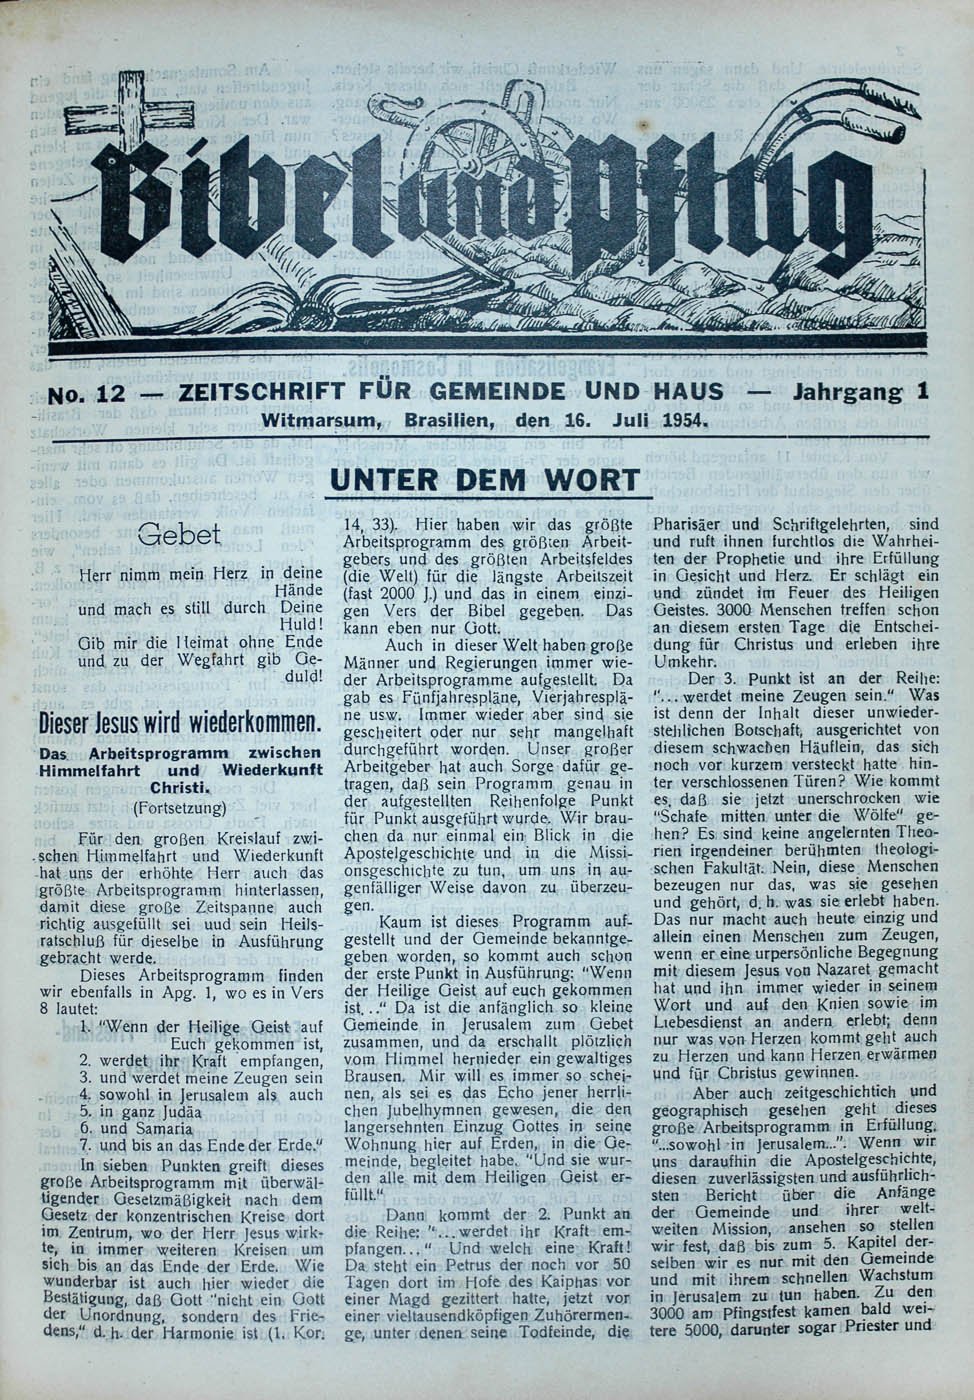 Bibel und Pflug
No. 12 — ZEITSCHRIFT FÜR GEMEINDE UND HAUS — Jahrgang 1
Witmarsum, Brasilien, den 16. Juli 1954.
UNTER DEM WORT
Gebet
Herr nimm mein Herz in deine
Hände
und mach es still durch Deine
Huld!
Gib mir die Heimat ohne Ende
und zu der Wegfahrt gib Ge-
duld!
Dieser Jesus wird wiederkommen.
Das Arbeitsprogramm zwischen
Himmelfahrt und Wiederkunft
Christi.
(Fortsetzung)
Für den großen Kreislauf zwi-
schen Himmelfahrt und Wiederkunft
hat uns der erhöhte Herr auch das
größte Arbeitsprogramm hinterlassen,
damit diese große Zeitspanne auch
richtig ausgefüllt sei uud sein Heils-
ratschluß für dieselbe in Ausführung
gebracht werde.
Dieses Arbeitsprogramm finden
wir ebenfalls in Apg. 1, wo es in Vers
8 lautet:
1. "Wenn der Heilige Geist auf
Euch gekommen ist,
2. werdet ihr Kraft empfangen,
3. und werdet meine Zeugen sein
4. sowohl in Jerusalem als auch
5. in ganz Judäa
6. und Samaria
7. und bis an das Ende der Erde."
In sieben Punkten greift dieses
große Arbeitsprogramm mit überwäl-
tigender Gesetzmäßigkeit nach dem
Gesetz der konzentrischen Kreise dort
im Zentrum, wo der Herr Jesus wirk-
te, in immer weiteren Kreisen um
sich bis an das Ende der Erde. Wie
wunderbar ist auch hier wieder die
Bestätigung, daß Gott "nicht ein Gott
der Unordnung, sondern des Frie-
dens," d. h. der Harmonie ist (1. Kor.
14, 33). Hier haben wir das größte
Arbeitsprogramm des größten Arbeit-
gebers und des größten Arbeitsfeldes
(die Welt) für die längste Arbeitszeit
(fast 2000 J.) und das in einem einzi-
gen Vers der Bibel gegeben. Das
kann eben nur Gott.
Auch in dieser Welt haben große
Männer und Regierungen immer wie-
der Arbeitsprogramme aufgestellt. Da
gab es Fünfjahrespläne, Vierjahresplä-
ne usw. Immer wieder aber sind sie
gescheitert oder nur sehr mangelhaft
durchgeführt worden. Unser großer
Arbeitgeber hat auch Sorge dafür ge-
tragen, daß sein Programm genau in
der aufgestellten Reihenfolge Punkt
für Punkt ausgeführt wurde. Wir brau-
chen da nur einmal ein Blick in die
Apostelgeschichte und in die Missi-
onsgeschichte zu tun, um uns in au-
genfälliger Weise davon zu überzeu-
gen.
Kaum ist dieses Programm auf-
gestellt und der Gemeinde bekanntge-
geben worden, so kommt auch schon
der erste Punkt in Ausführung: "Wenn
der Heilige Geist auf euch gekommen
ist..." Da ist die anfänglich so kleine
Gemeinde in Jerusalem zum Gebet
zusammen, und da erschallt plötzlich
vom Himmel hernieder ein gewaltiges
Brausen. Mir will es immer so schei-
nen, als sei es das Echo jener herrli-
chen Jubelhymnen gewesen, die den
langersehnten Einzug Gottes in seine
Wohnung hier auf Erden, in die Ge-
meinde, begleitet habe. "Und sie wur-
den alle mit dem Heiligen Geist er-
füllt."
Dann kommt der 2. Punkt an
die Reihe: "...werdet ihr Kraft em-
pfangen..." Und welch eine Kraft!
Da steht ein Petrus der noch vor 50
Tagen dort im Hofe des Kaiphas vor
einer Magd gezittert hatte, jetzt vor
einer vieltausendköpfigen Zuhörermen-
ge, unter denen seine Todfeinde, die
Pharisäer und Schriftgelehrten, sind
und ruft ihnen furchtlos die Wahrhei-
ten der Prophetie und ihre Erfüllung
in Gesicht und Herz. Er schlägt ein
und zündet im Feuer des Heiligen
Geistes. 3000 Menschen treffen schon
an diesem ersten Tage die Entschei-
dung für Christus und erleben ihre
Umkehr.
Der 3. Punkt ist an der Reihe:
"...werdet meine Zeugen sein." Was
ist denn der Inhalt dieser unwieder-
stehlichen Botschaft, ausgerichtet von
diesem schwachen Häuflein, das sich
noch vor kurzem versteckt hatte hin-
ter verschlossenen Türen? Wie kommt
es, daß sie jetzt unerschrocken wie
"Schafe mitten unter die Wölfe" ge-
hen? Es sind keine angelernten Theo-
rien irgendeiner berühmten theologi-
schen Fakultät. Nein, diese Menschen
bezeugen nur das, was sie gesehen
und gehört, d. h. was sie erlebt haben.
Das nur macht auch heute einzig und
allein einen Menschen zum Zeugen,
wenn er eine urpersönliche Begegnung
mit diesem Jesus von Nazaret gemacht
hat und ihn immer wieder in seinem
Wort und auf den Knien sowie im
Liebesdienst an andern erlebt; denn
nur was von Herzen kommt geht auch
zu Herzen und kann Herzen erwärmen
und für Christus gewinnen.
Aber auch zeitgeschichtich und
geographisch gesehen geht dieses
große Arbeitsprogramm in Erfüllung,
"...sowohl in Jerusalem...". Wenn wir
uns daraufhin die Apostelgeschichte,
diesen zuverlässigsten und ausführlich-
sten Bericht über die Anfänge
der Gemeinde und ihrer welt-
weiten Mission, ansehen so stellen
wir fest, daß bis zum 5. Kapitel der-
selben wir es nur mit den Gemeinde
und mit ihrem schnellen Wachstum
in Jerusalem zu tun haben. Zu den
3000 am Pfingstfest kamen bald wei-
tere 5000, darunter sogar Priester und